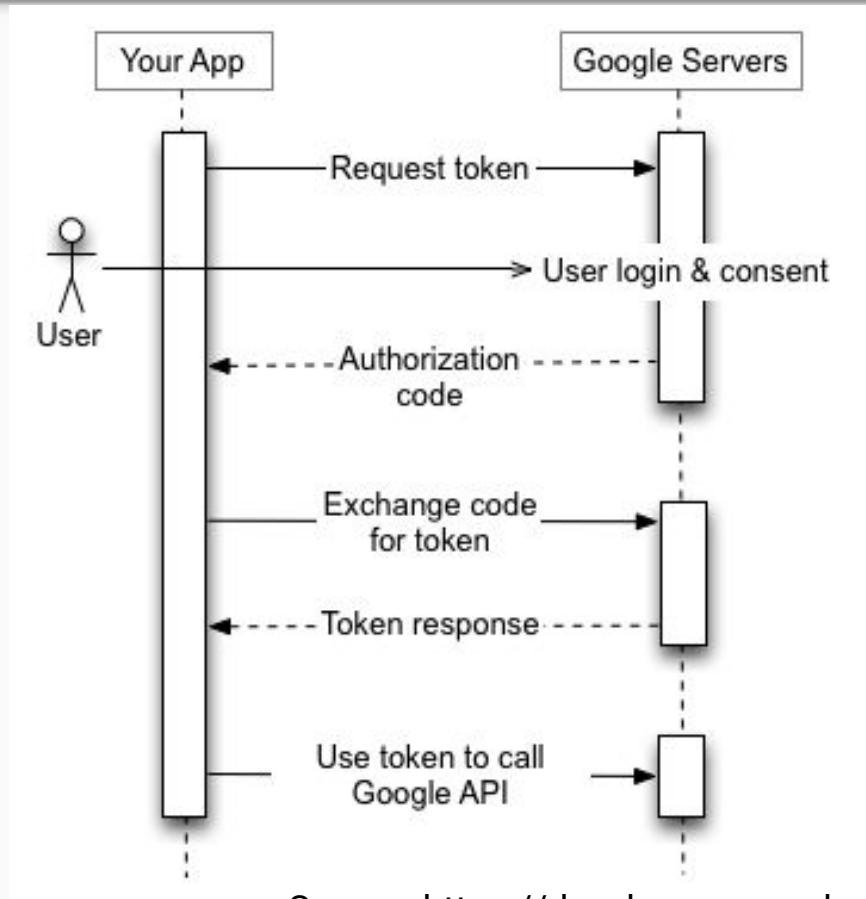 Your App
Google Servers
Request token
User login & consent
User
Authorization
code
Exchange code
for token
Token response
Use token to call
Google API